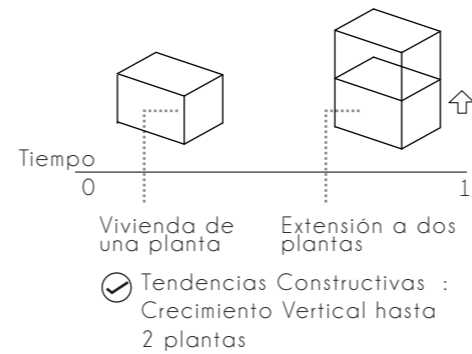 Tiempo
0
1
Vivienda de
una planta
Extensión a dos
plantas
Tendencias Constructivas :
Crecimiento Vertical hasta
2 plantas